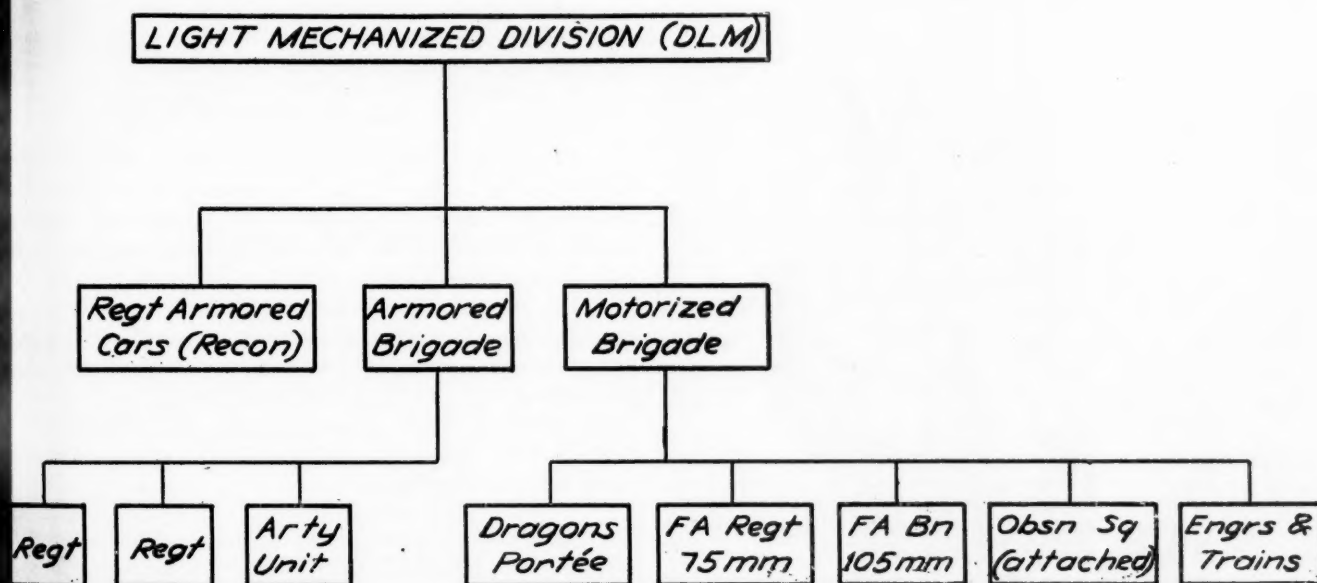 LIGHT MECHANIZED DIVISION (DLM)
Regt Armored
Cars (Recon)
Armored
Brigade
Motorized
Brigade
Regt
Regt
Arty
Unit
Dragons
Portée
FA Regt
75mm
FA Bn
105mm
Obsn Sq
(attached)
Engrs &
Trains